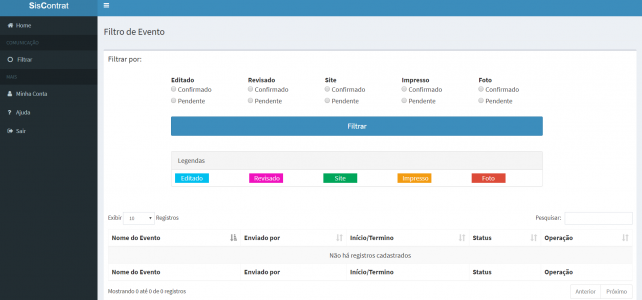 SisContrat
Home
COMUNICAÇÃO
Filtrar
MAIS
Minha Conta
Ajuda
Sair
Filtro de Evento
Filtrar por:
Editado Revisado Site Impresso Foto
Confirmado Confirmado Confirmado Confirmado Confirmado
Pendente Pendente Pendente Pendente Pendente
Filtrar
Legendas
Editado Revisado Site Impresso Foto
Exibir 10 Registros Pesquisar:
Nome do Evento Enviado por Início/Termino Status Operação
Não há registros cadastrados
Nome do Evento Enviado por Início/Termino Status Operação
Mostrando 0 até 0 de 0 registros
Anterior Próximo